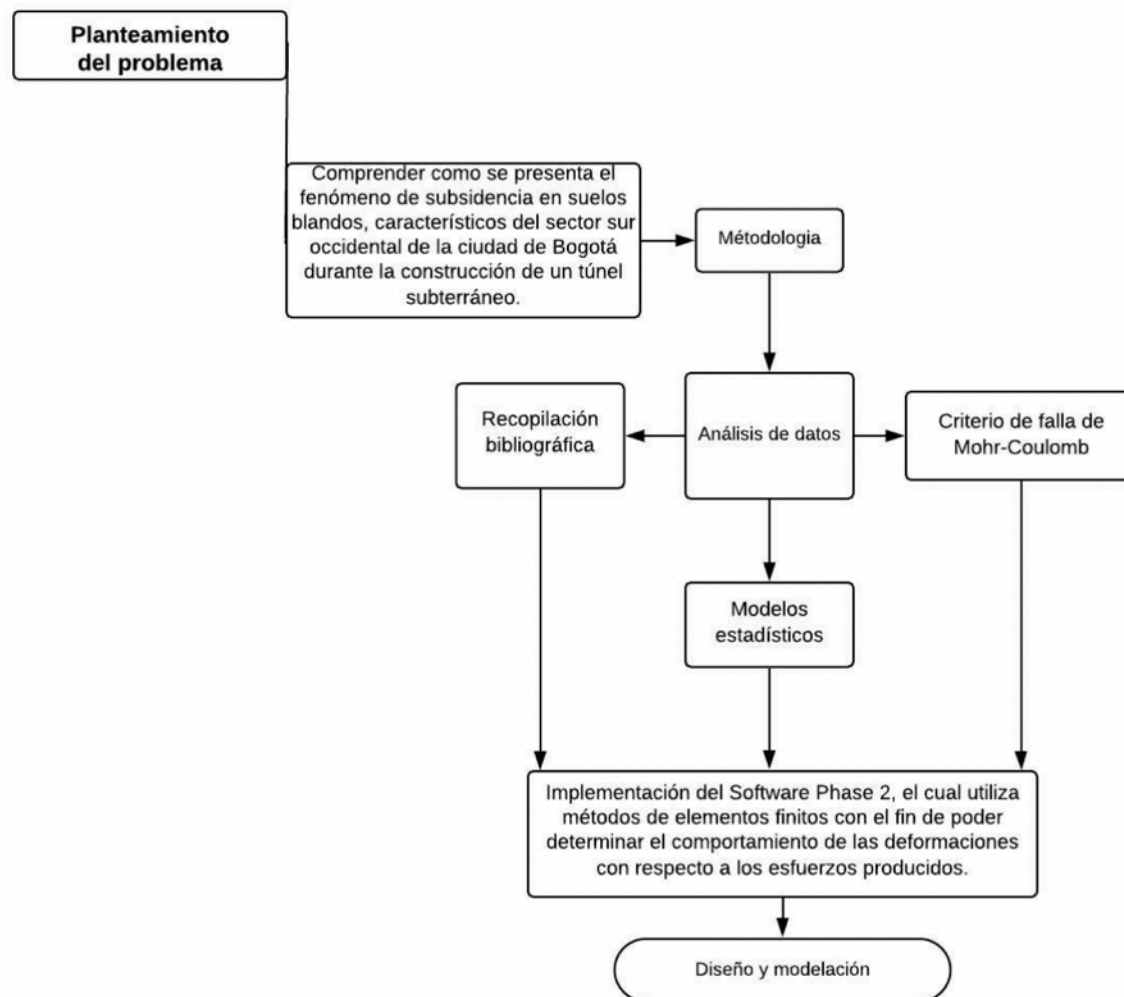 Planteamiento
del problema
Comprender como se presenta el
fenómeno de subsidencia en suelos
blandos, característicos del sector sur
occidental de la ciudad de Bogotá
durante la construcción de un túnel
subterráneo.
Métodologia
Recopilación
bibliográfica
Análisis de datos
Criterio de falla de
Mohr-Coulomb
Modelos
estadísticos
Implementación del Software Phase 2, el cual utiliza
métodos de elementos finitos con el fin de poder
determinar el comportamiento de las deformaciones
con respecto a los esfuerzos producidos.
Diseño y modelación